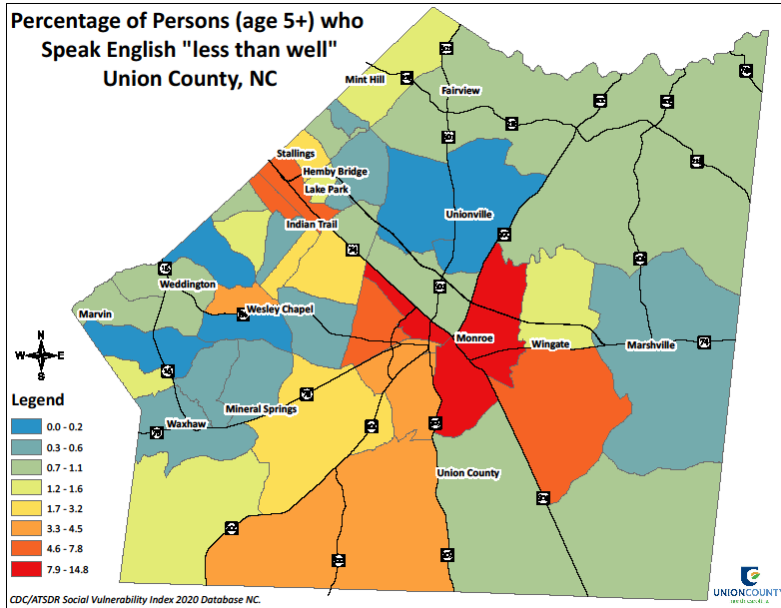 Percentage of Persons (age 5+) who
Speak English "less than well"
Union County, NC
Mint Hill
Fairview
Stallings
Hemby Bridge
Lake Park
Unionville
Indian Trail
74
Weddington
Wesley Chapel
Marvin
Monroe
Wingate
Marshville
74
N
W E
S
Mineral Springs
Waxhaw
Union County
Legend
0.0 - 0.2
0.3 - 0.6
0.7 - 1.1
1.2 - 1.6
1.7 - 3.2
3.3 - 4.5
4.6 - 7.8
7.9 - 14.8
CDC/ATSDR Social Vulnerability Index 2020 Database NC.
UNIONCOUNTY
north carolina